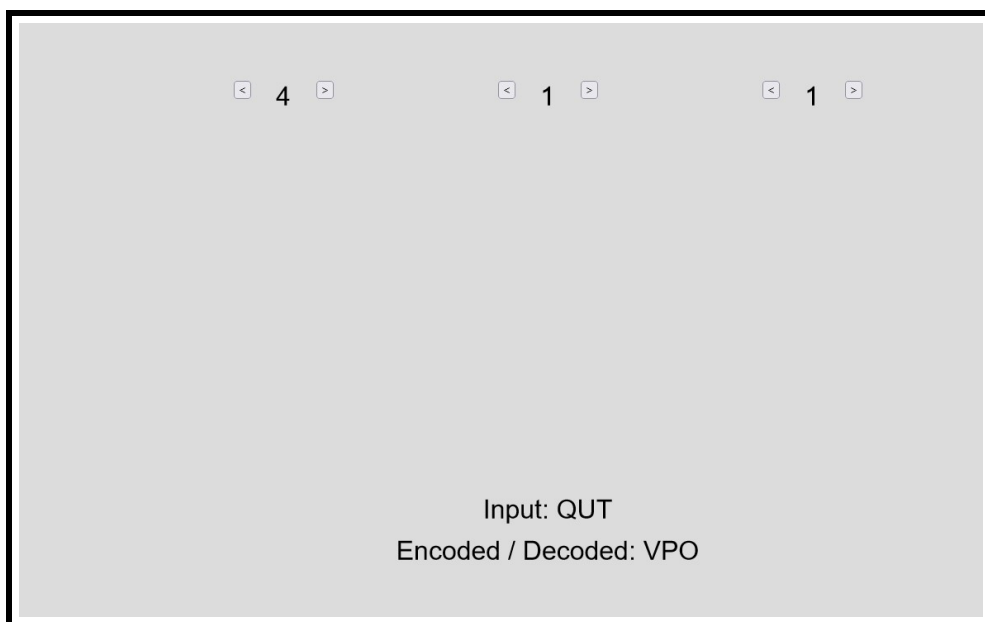 < 4 > < 1 > < 1 >
Input: QUT
Encoded / Decoded: VPO